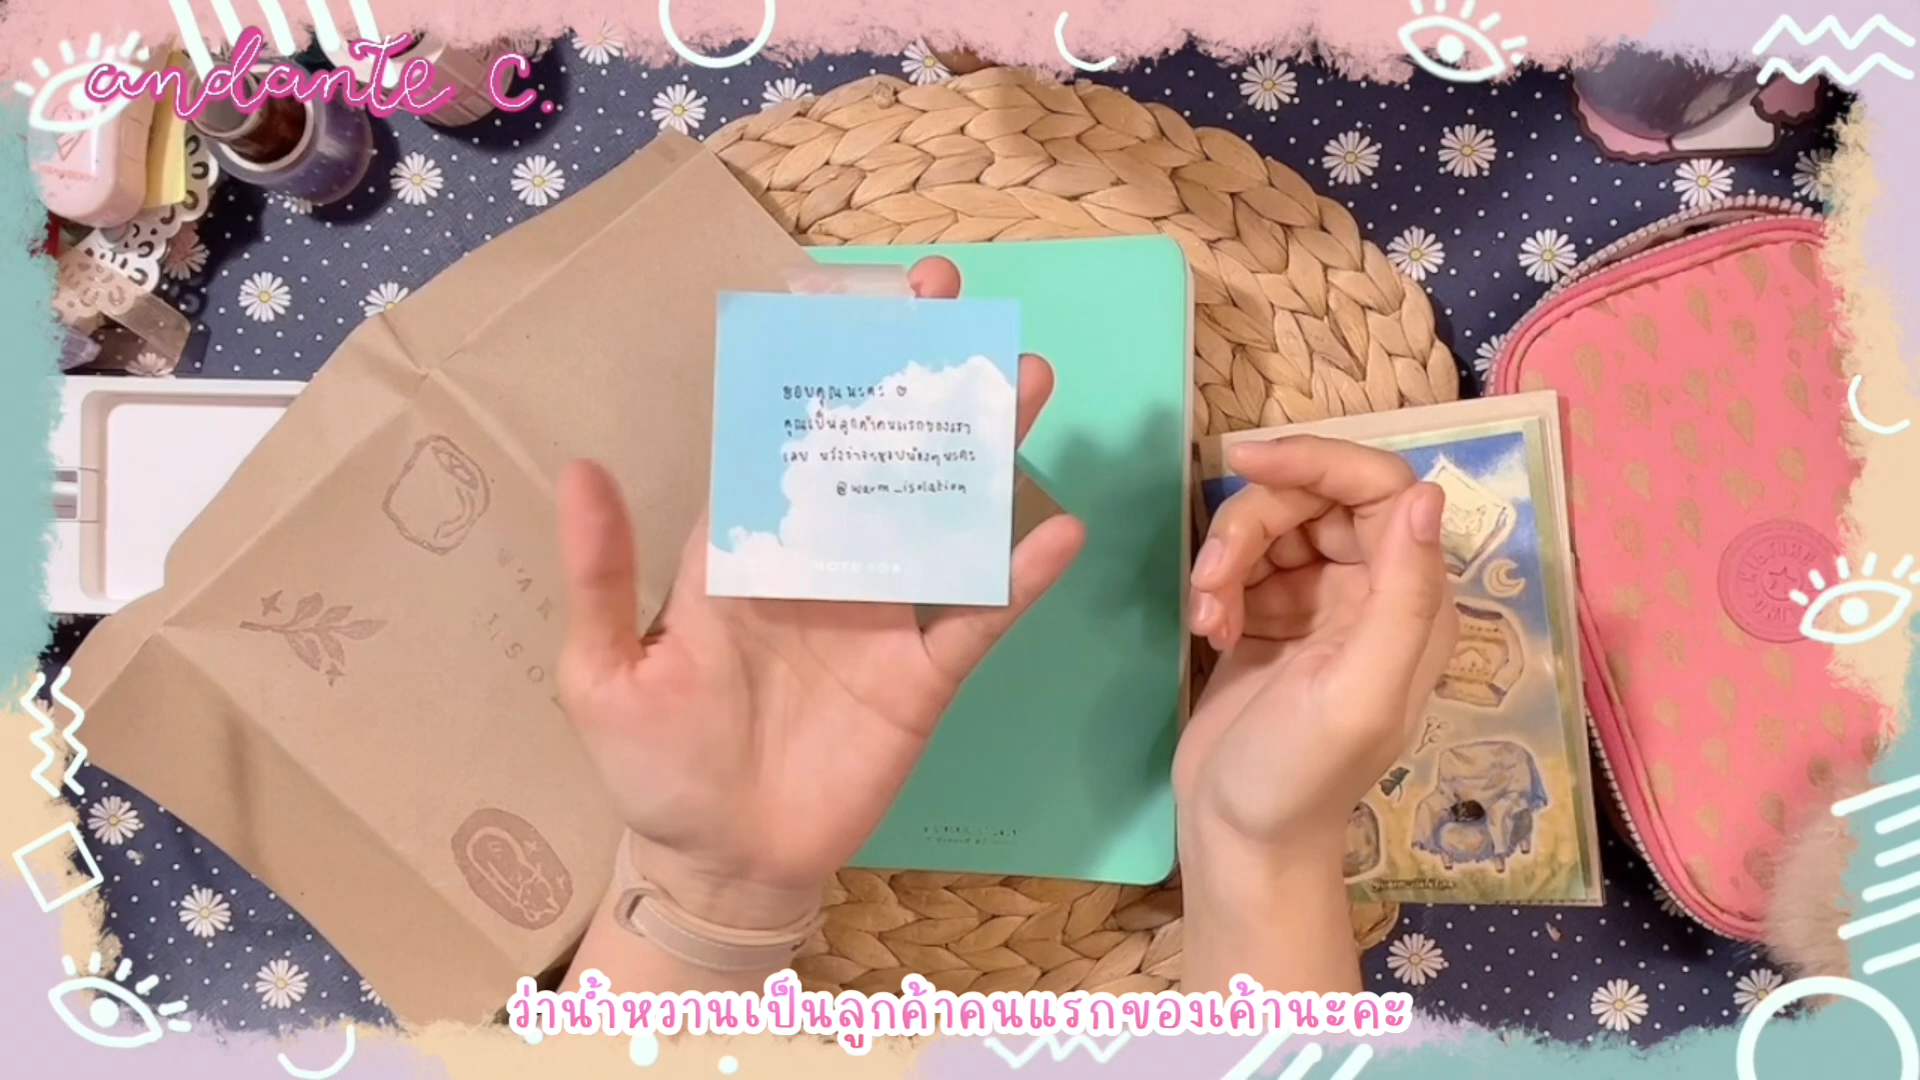 andante c.
ขอบคุณนะคะ ♡
คุณเป็นลูกค้าคนแรกของเรา
เลย หวังว่าจะชอบน้องๆนะคะ
@warm_isolation
NOTE FOR
ว่าน้ำหวานเป็นลูกค้าคนแรกของเค้านะคะ